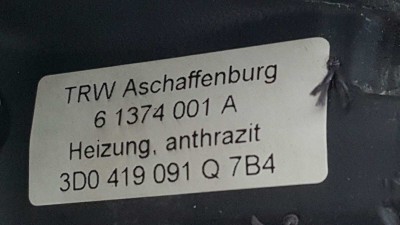 TRW Aschaffenburg
6 1374 001 A
Heizung, anthrazit
3D0 419 091 Q 7B4